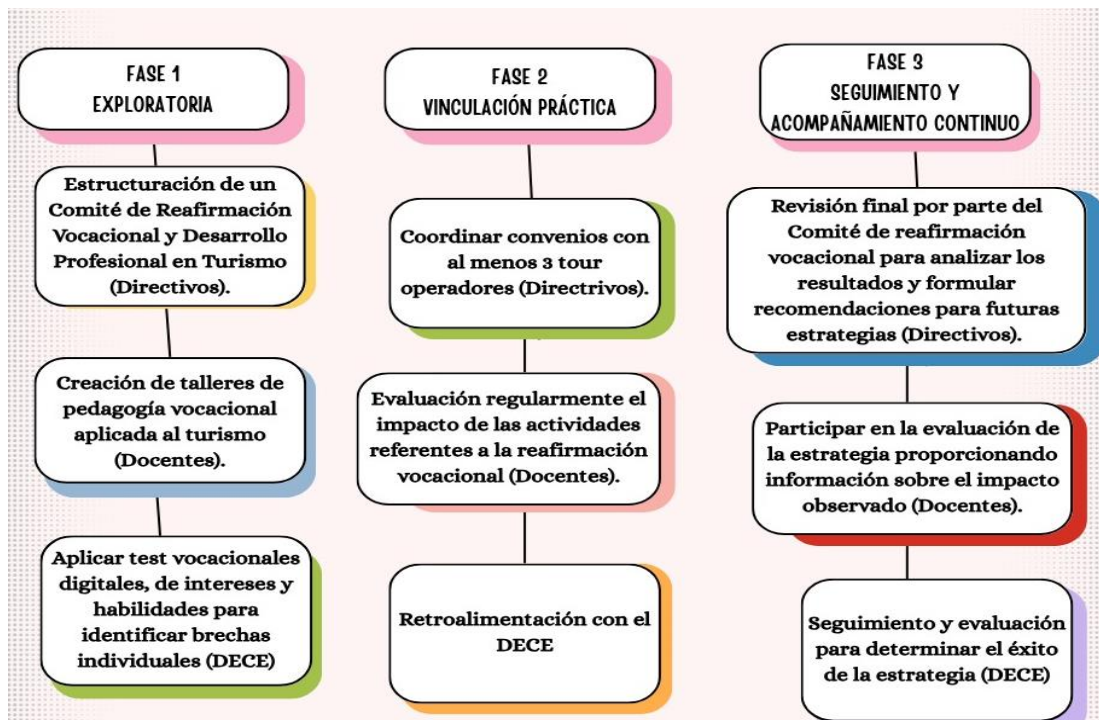 FASE 1
EXPLORATORIA
Estructuración de un
Comité de Reafirmación
Vocacional y Desarrollo
Profesional en Turismo
(Directivos).
Creación de talleres de
pedagogía vocacional
aplicada al turismo
(Docentes).
Aplicar test vocacionales
digitales, de intereses y
habilidades para
identificar brechas
individuales (DECE)
FASE 2
VINCULACIÓN PRÁCTICA
Coordinar convenios con
al menos 3 tour
operadores (Directrivos).
Evaluación regularmente el
impacto de las actividades
referentes a la reafirmación
vocacional (Docentes).
Retroalimentación con el
DECE
FASE 3
SEGUIMIENTO Y
ACOMPAÑAMIENTO CONTINUO
Revisión final por parte del
Comité de reafirmación
vocacional para analizar los
resultados y formular
recomendaciones para futuras
estrategias (Directivos).
Participar en la evaluación de
la estrategia proporcionando
información sobre el impacto
observado (Docentes).
Seguimiento y evaluación
para determinar el éxito
de la estrategia (DECE)